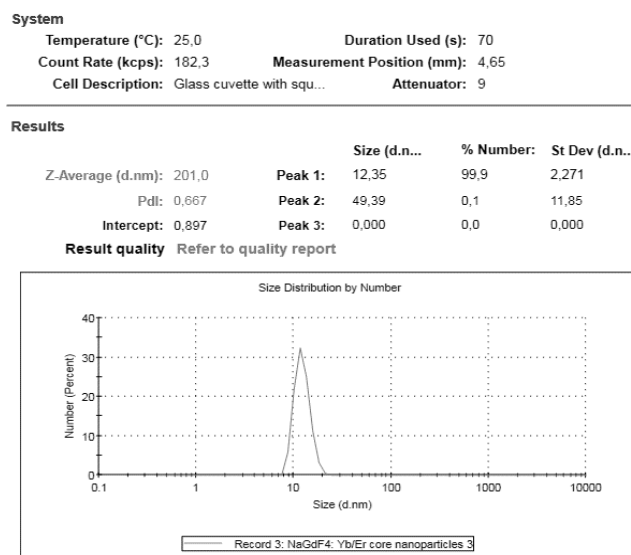 System
Temperature (°C): 25,0 Duration Used (s): 70
Count Rate (kcps): 182,3 Measurement Position (mm): 4,65
Cell Description: Glass cuvette with squ... Attenuator: 9
Results
Size (d.n... % Number: St Dev (d.n...
Z-Average (d.nm): 201,0 Peak 1: 12,35 99,9 2,271
PdI: 0,667 Peak 2: 49,39 0,1 11,85
Intercept: 0,897 Peak 3: 0,000 0,0 0,000
Result quality Refer to quality report
Size Distribution by Number
40
30
20
10
0
Number (Percent)
0.1 1 10 100 1000 10000
Size (d.nm)
Record 3: NaGdF4: Yb/Er core nanoparticles 3